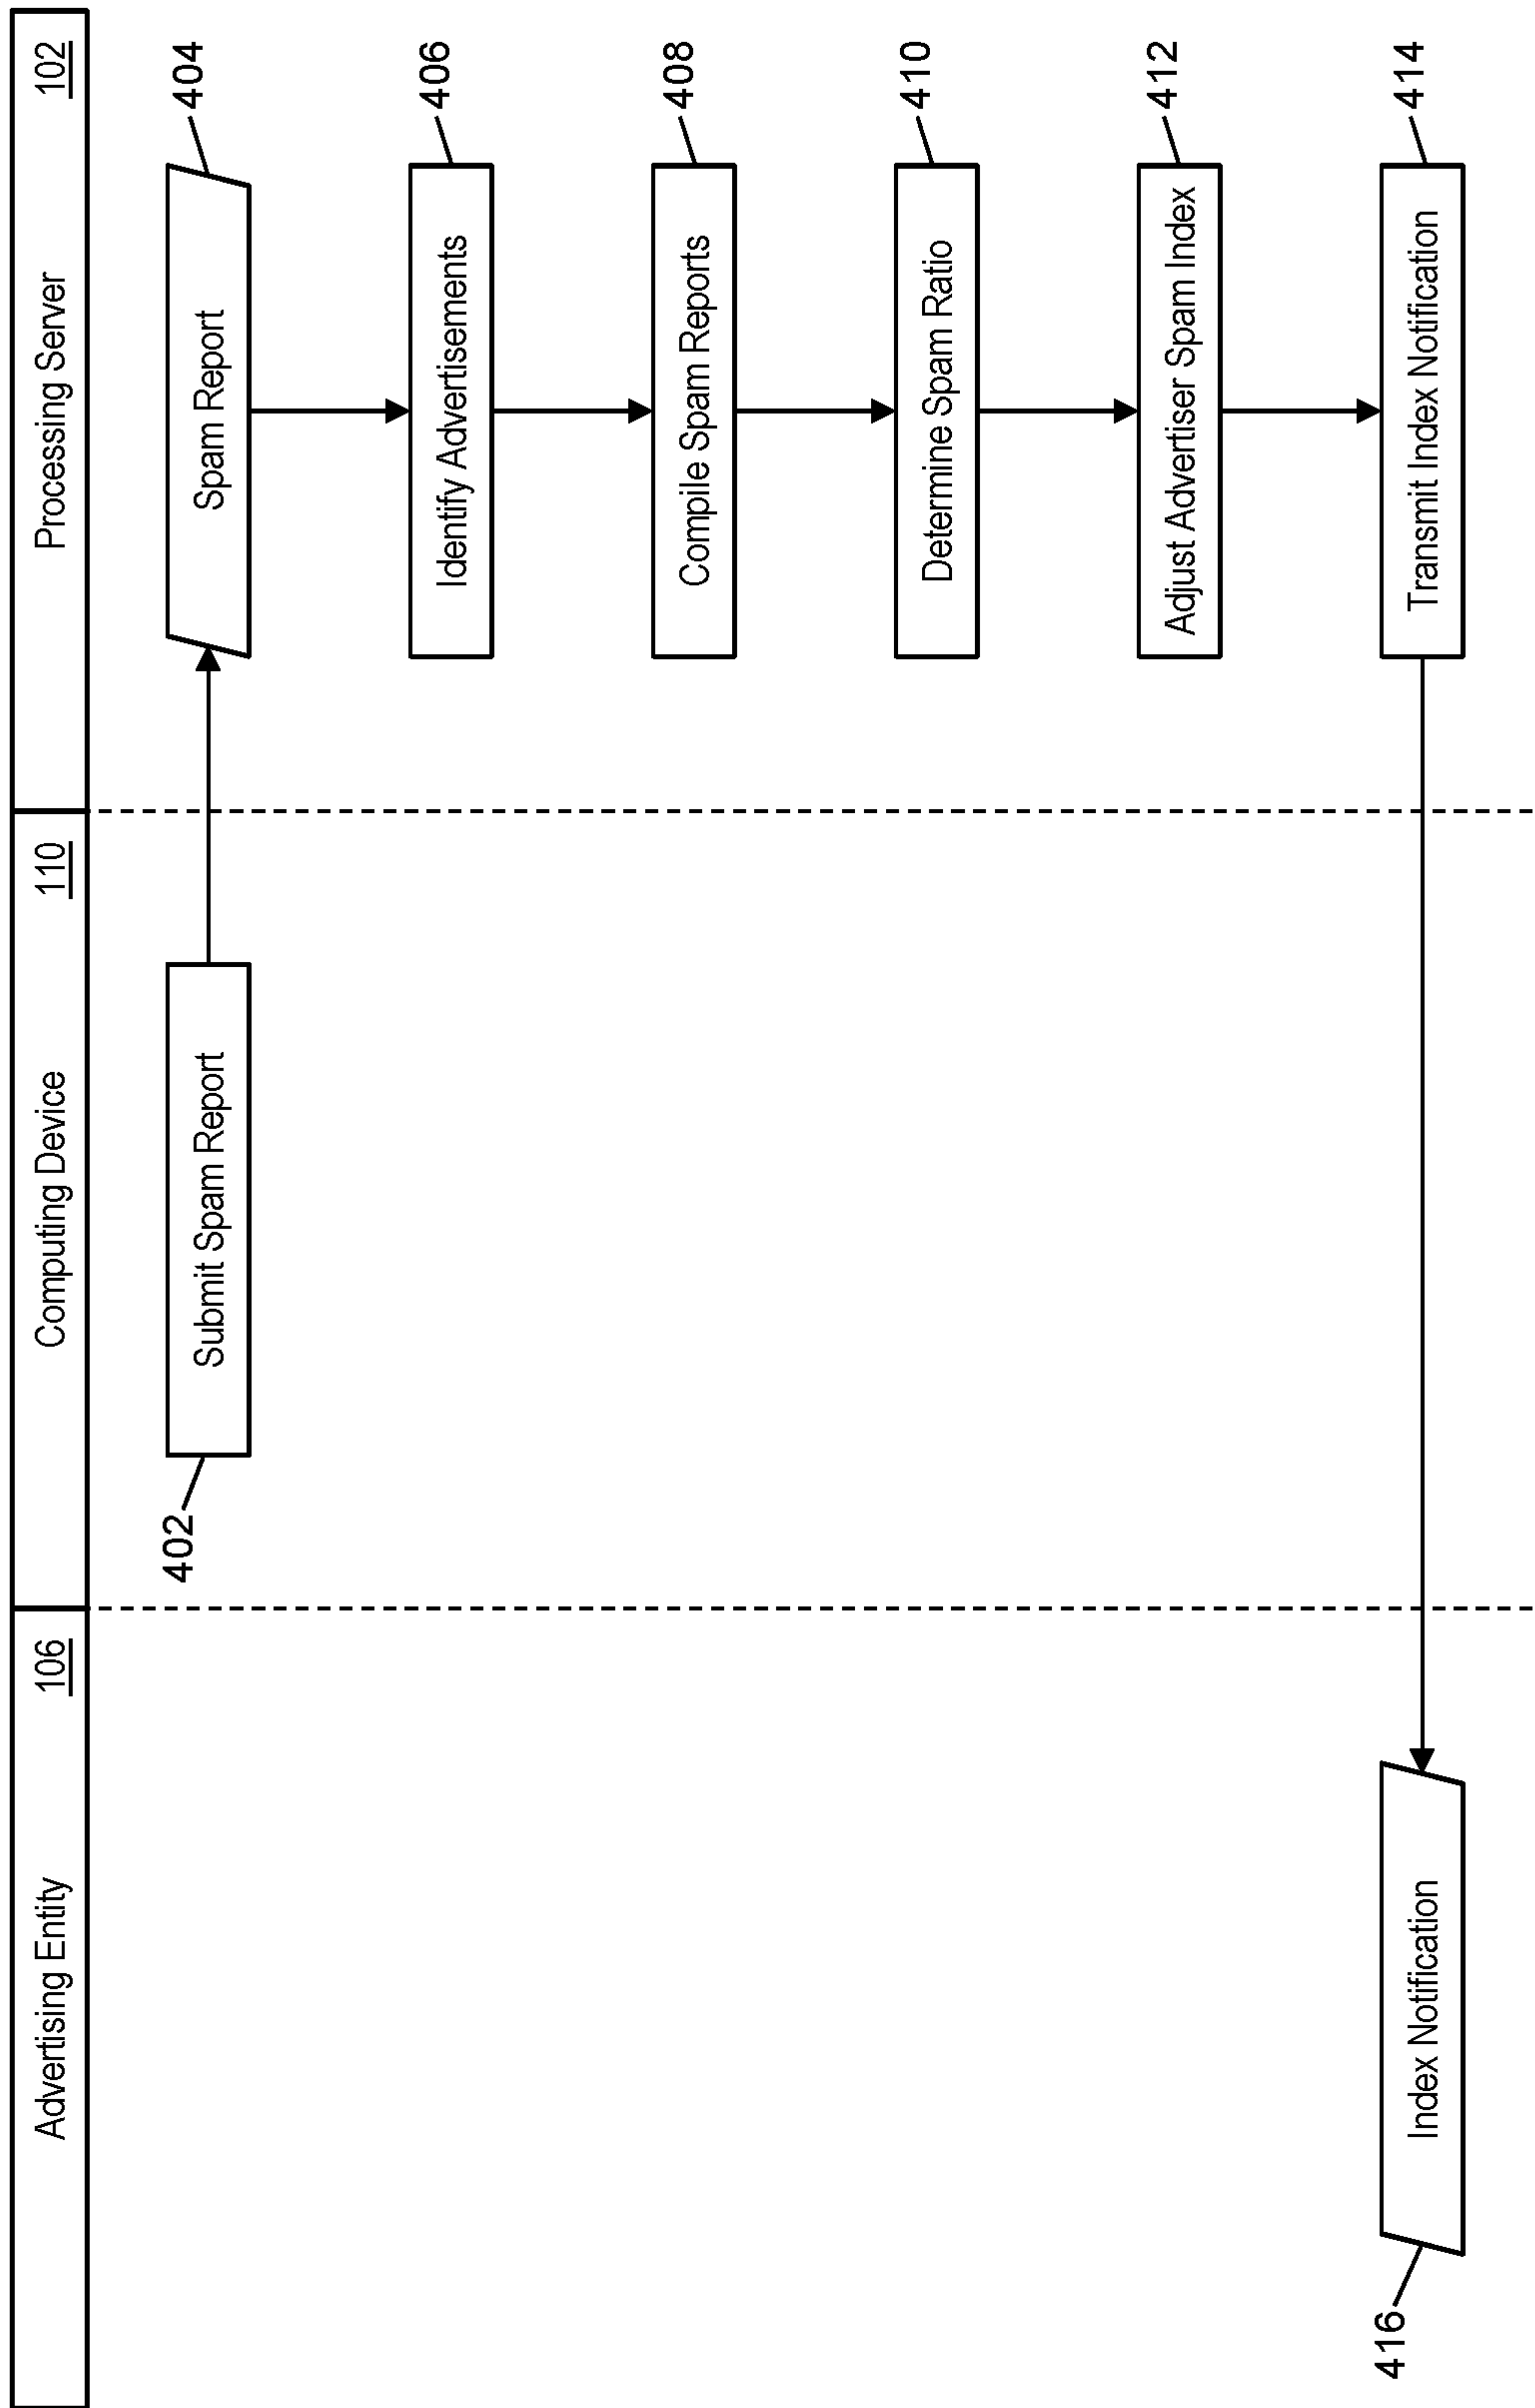 Advertising Entity 106
Computing Device 110
Processing Server 102
402
Submit Spam Report
Spam Report
404
Identify Advertisements
406
Compile Spam Reports
408
Determine Spam Ratio
410
Adjust Advertiser Spam Index
412
416
Index Notification
Transmit Index Notification
414